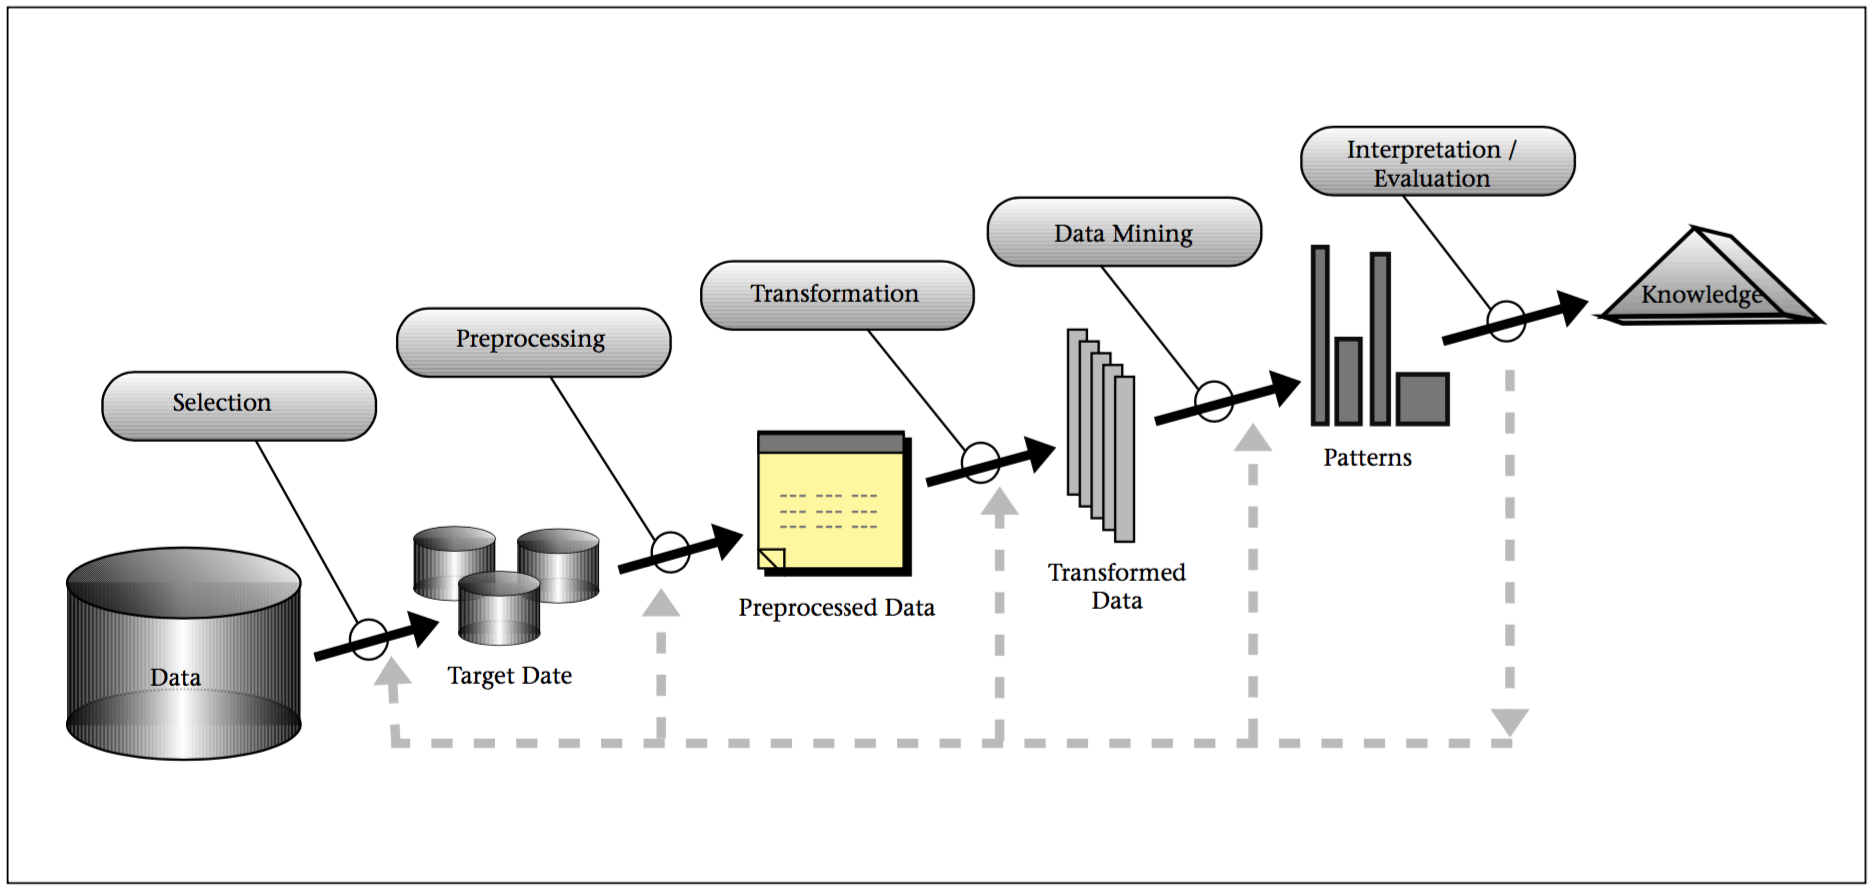 Interpretation /
Evaluation
Data Mining
Transformation
Knowledge
Preprocessing
Selection
Patterns
Transformed
Data
Preprocessed Data
Target Date
Data